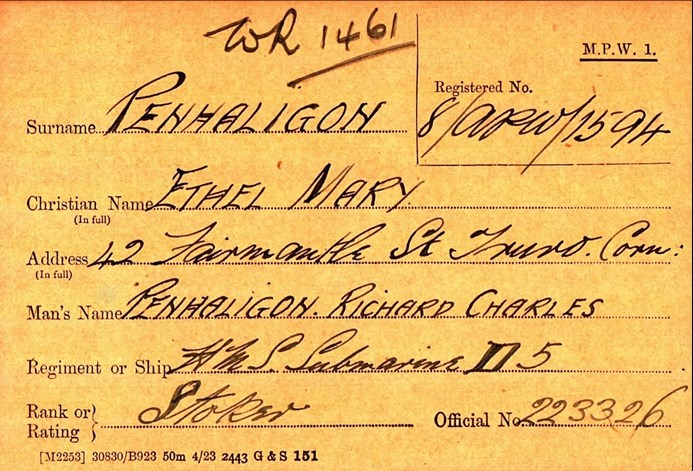 WR 1461
M.P.W. 1.
Registered No.
8/ARW/1594
Surname PENHALIGON
Christian Name ETHEL MARY
(In full)
Address 42 Fairmantle St Truro. Corn:
(In full)
Man's Name PENHALIGON. RICHARD CHARLES
Regiment or Ship H M S. Submarine 5
Rank or Rating } Stoker Official No. 223326
[M2253] 30830/B923 50m 4/23 2443 G & S 151